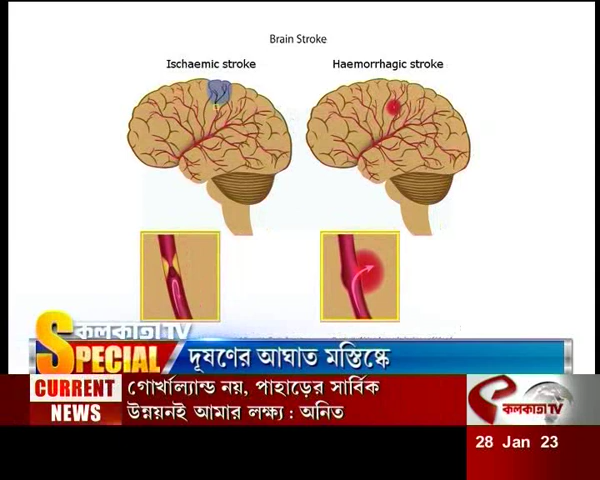 Brain Stroke
Ischaemic stroke
Haemorrhagic stroke
কলকাতা TV
SPECIAL
দূষণের আঘাত মস্তিষ্কে
CURRENT
NEWS
গোর্খাল্যান্ড নয়, পাহাড়ের সার্বিক
উন্নয়নই আমার লক্ষ্য : অনিত
কলকাতা TV
28 Jan 23